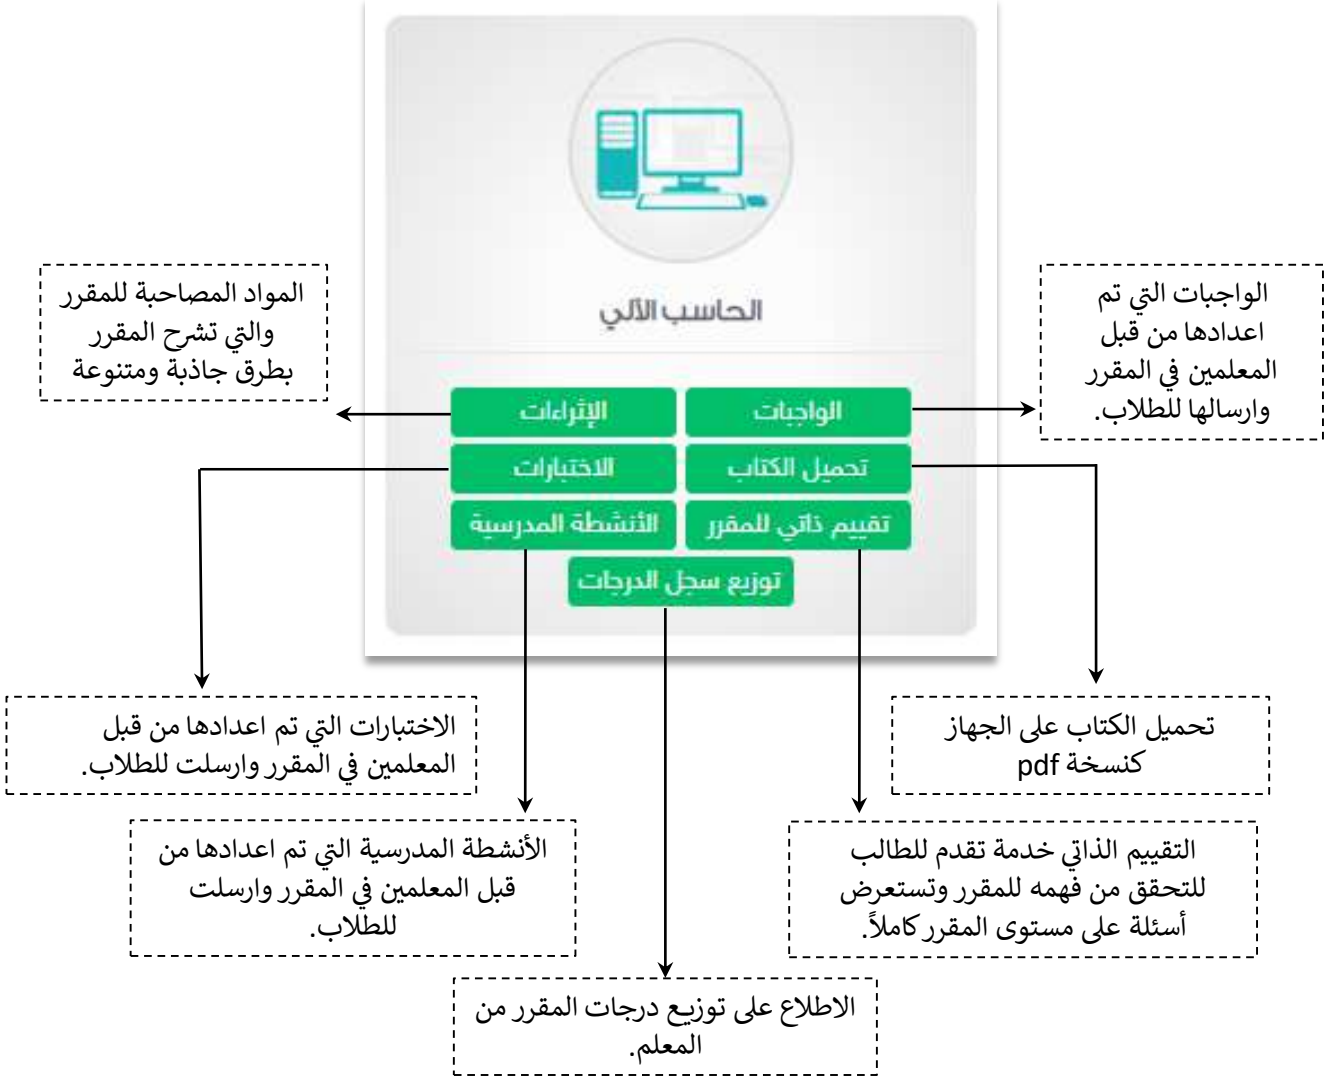 المواد المصاحبة للمقرر
والتي تشرح المقرر
بطرق جاذبة ومتنوعة
الحاسب الآلي
الواجبات التي تم
اعدادها من قبل
المعلمين في المقرر
وارسالها للطلاب.
الواجبات
الإثراءات
تحميل الكتاب
الاختبارات
تقييم ذاتي للمقرر
الأنشطة المدرسية
توزيع سجل الدرجات
تحميل الكتاب على الجهاز
كنسخة pdf
الاختبارات التي تم اعدادها من قبل
المعلمين في المقرر وارسلت للطلاب.
التقييم الذاتي خدمة تقدم للطالب
للتحقق من فهمه للمقرر وتستعرض
أسئلة على مستوى المقرر كاملاً.
الأنشطة المدرسية التي تم اعدادها من
قبل المعلمين في المقرر وارسلت
للطلاب.
الاطلاع على توزيع درجات المقرر من
المعلم.